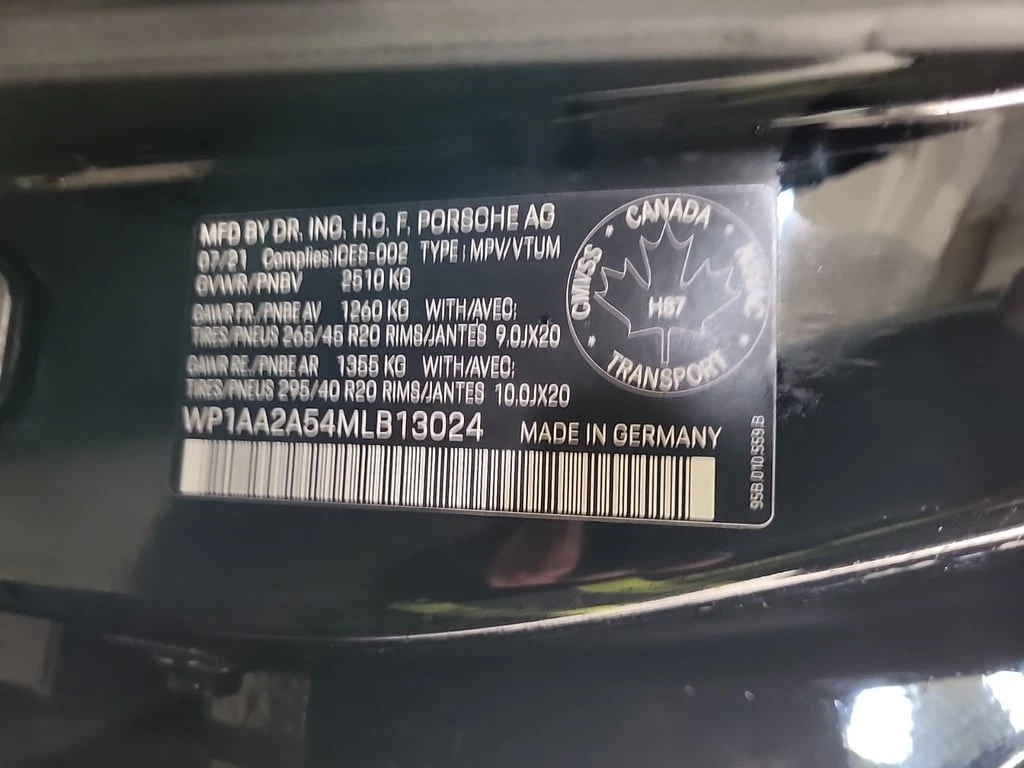 MFD BY DR. ING. H.C. F. PORSCHE AG
07/21 Complies:ICES-002 TYPE: MPV/VTUM
GVWR/PNBV 2510 KG
GAWR FR./PNBE AV 1260 KG WITH/AVEC:
TIRES/PNEUS 265/45 R20 RIMS/JANTES 9,0JX20
GAWR RE./PNBE AR 1355 KG WITH/AVEC:
TIRES/PNEUS 295/40 R20 RIMS/JANTES 10,0JX20
WP1AA2A54MLB13024 MADE IN GERMANY
CANADA
CMVSS
NSVAC
H87
TRANSPORT
95B.010.559.B